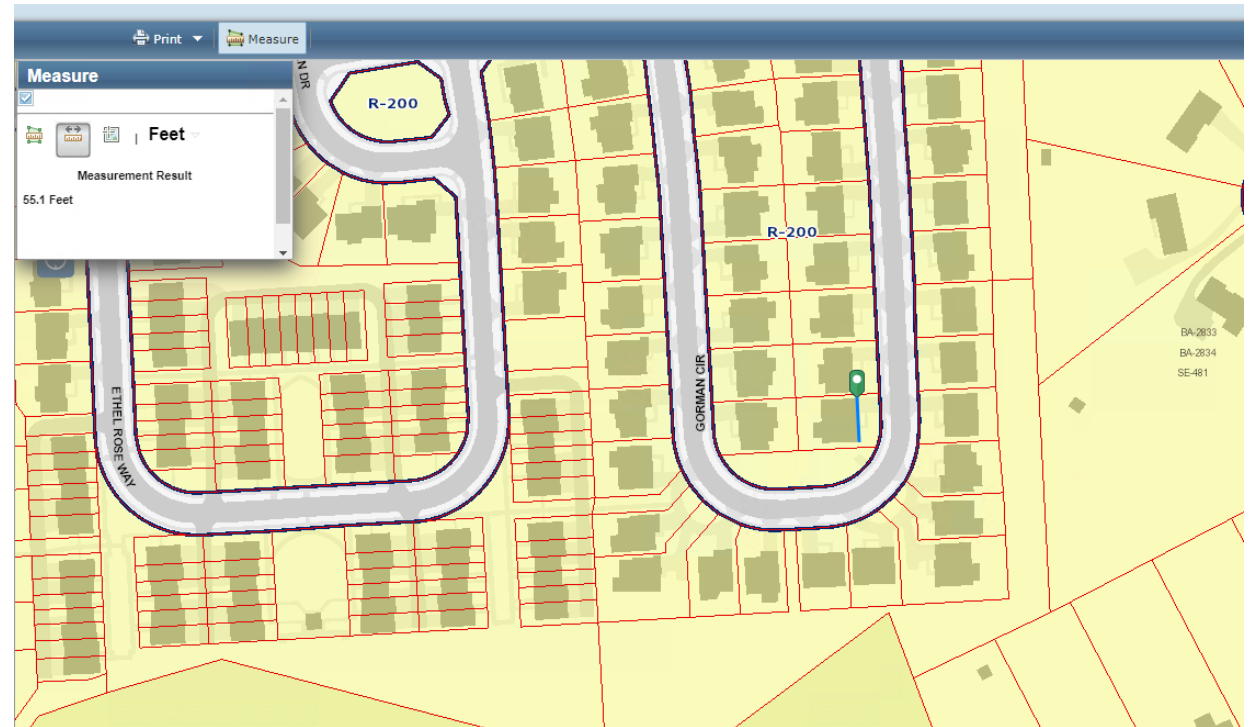 Print
Measure
Measure
| Feet
Measurement Result
55.1 Feet
N DR
R-200
R-200
BA-2833
BA-2834
SE-481
GORMAN CIR
ETHEL ROSE WAY